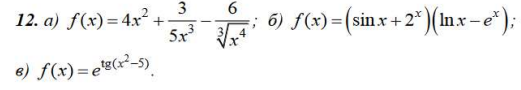 12. а) f(x)=4x² + 3/(5x³) − 6/∛(x⁴); б) f(x)=(sin x+2ˣ)(ln x−eˣ);
в) f(x)=e^(tg(x²−5)).